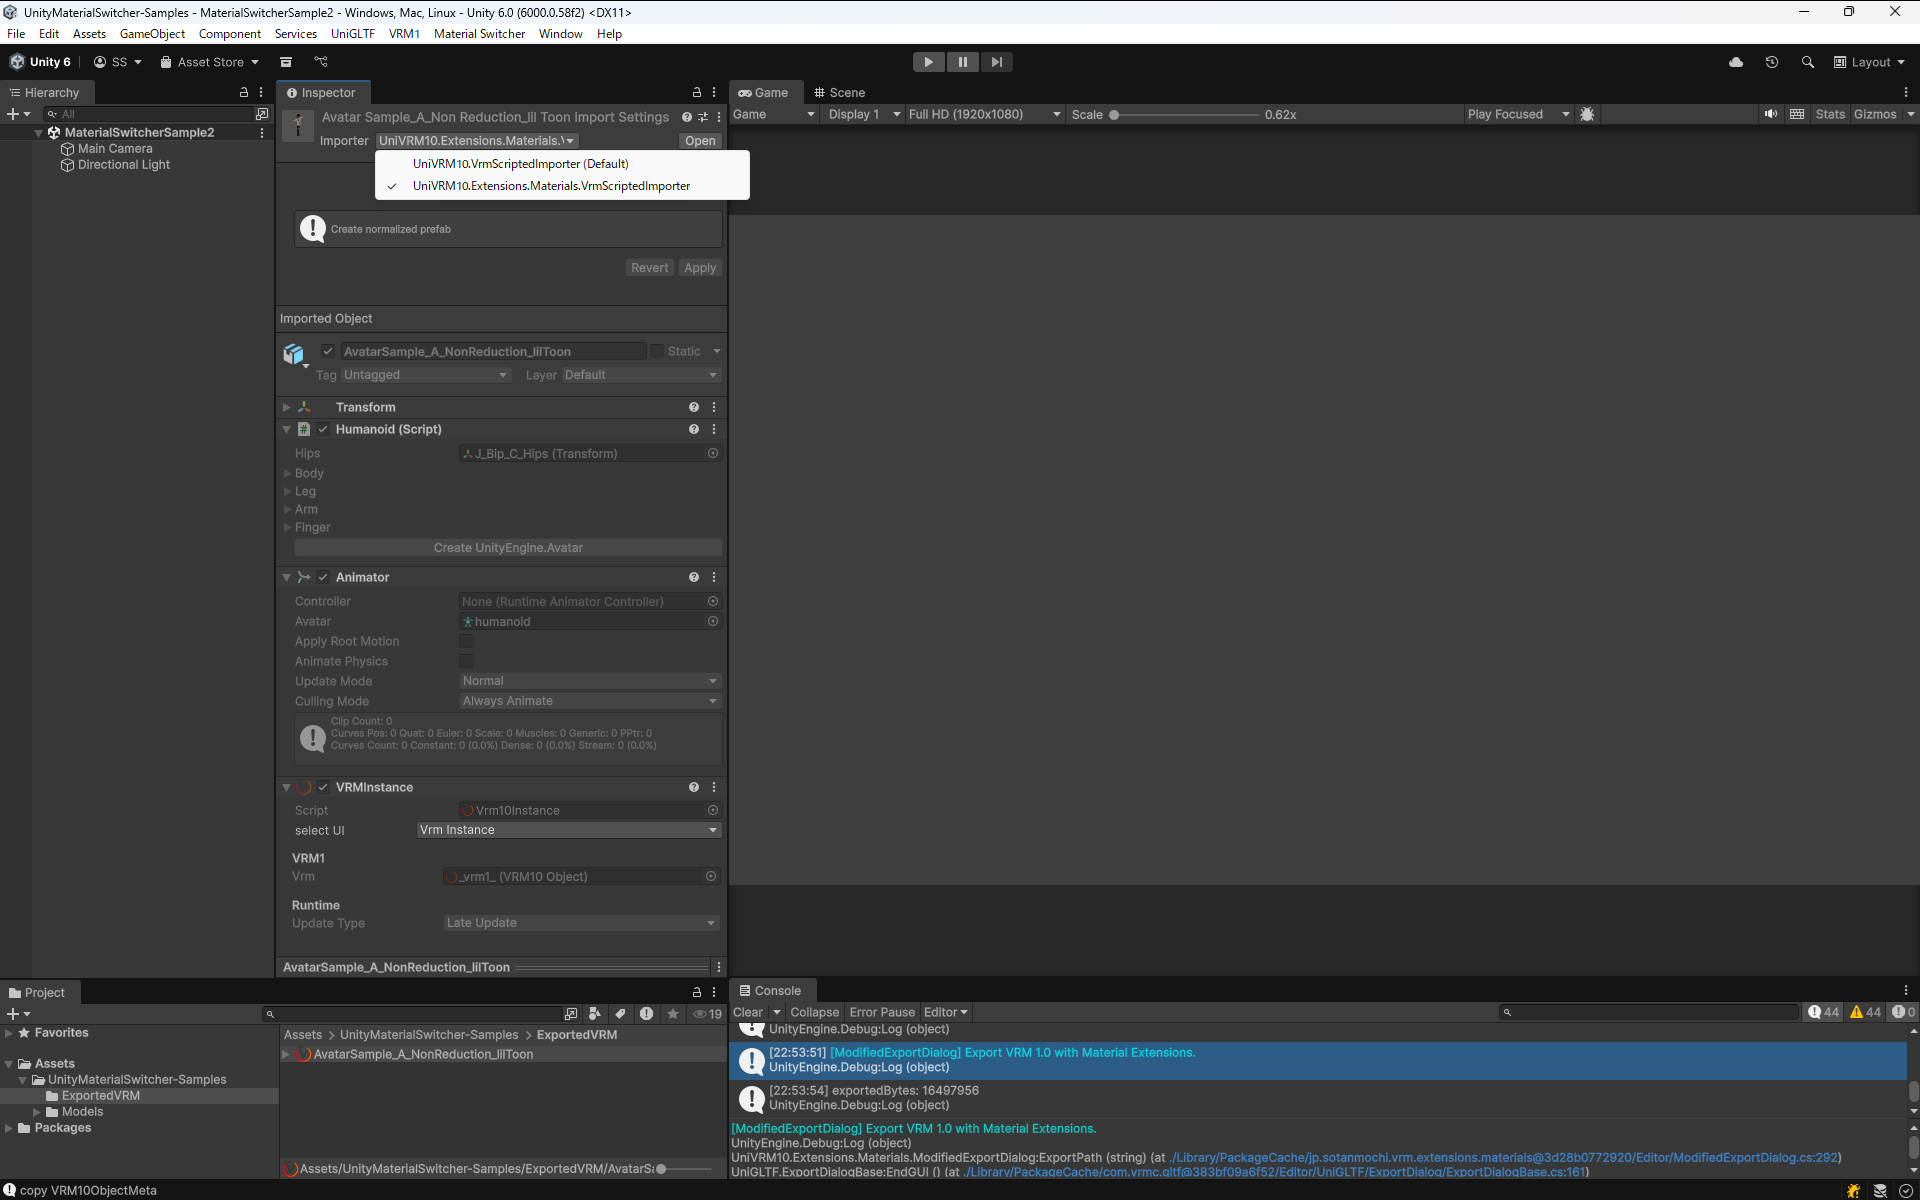 UnityMaterialSwitcher-Samples - MaterialSwitcherSample2 - Windows, Mac, Linux - Unity 6.0 (6000.0.58f2) <DX11>
File Edit Assets GameObject Component Services UniGLTF VRM1 Material Switcher Window Help
Unity 6 SS Asset Store Layout
Hierarchy
All
MaterialSwitcherSample2
Main Camera
Directional Light
Inspector
Avatar Sample_A_Non Reduction_lil Toon Import Settings
Importer UniVRM10.Extensions.Materials.V Open
UniVRM10.VrmScriptedImporter (Default)
UniVRM10.Extensions.Materials.VrmScriptedImporter
Create normalized prefab
Revert Apply
Imported Object
AvatarSample_A_NonReduction_lilToon Static
Tag Untagged Layer Default
Transform
Humanoid (Script)
Hips J_Bip_C_Hips (Transform)
Body
Leg
Arm
Finger
Create UnityEngine.Avatar
Animator
Controller None (Runtime Animator Controller)
Avatar humanoid
Apply Root Motion
Animate Physics
Update Mode Normal
Culling Mode Always Animate
Clip Count: 0
Curves Pos: 0 Quat: 0 Euler: 0 Scale: 0 Muscles: 0 Generic: 0 PPtr: 0
Curves Count: 0 Constant: 0 (0.0%) Dense: 0 (0.0%) Stream: 0 (0.0%)
VRMInstance
Script Vrm10Instance
select UI Vrm Instance
VRM1
Vrm _vrm1_ (VRM10 Object)
Runtime
Update Type Late Update
AvatarSample_A_NonReduction_lilToon
Game Scene
Game Display 1 Full HD (1920x1080) Scale 0.62x Play Focused Stats Gizmos
Project
19
Favorites
Assets
UnityMaterialSwitcher-Samples
ExportedVRM
Models
Packages
Assets > UnityMaterialSwitcher-Samples > ExportedVRM
AvatarSample_A_NonReduction_lilToon
Assets/UnityMaterialSwitcher-Samples/ExportedVRM/AvatarSa
Console
Clear Collapse Error Pause Editor 44 44 0
UnityEngine.Debug:Log (object)
[22:53:51] [ModifiedExportDialog] Export VRM 1.0 with Material Extensions.
UnityEngine.Debug:Log (object)
[22:53:54] exportedBytes: 16497956
UnityEngine.Debug:Log (object)
[ModifiedExportDialog] Export VRM 1.0 with Material Extensions.
UnityEngine.Debug:Log (object)
UniVRM10.Extensions.Materials.ModifiedExportDialog:ExportPath (string) (at ./Library/PackageCache/jp.sotanmochi.vrm.extensions.materials@3d28b0772920/Editor/ModifiedExportDialog.cs:292)
UniGLTF.ExportDialogBase:EndGUI () (at ./Library/PackageCache/com.vrmc.gltf@383bf09a6f52/Editor/UniGLTF/ExportDialog/ExportDialogBase.cs:161)
copy VRM10ObjectMeta